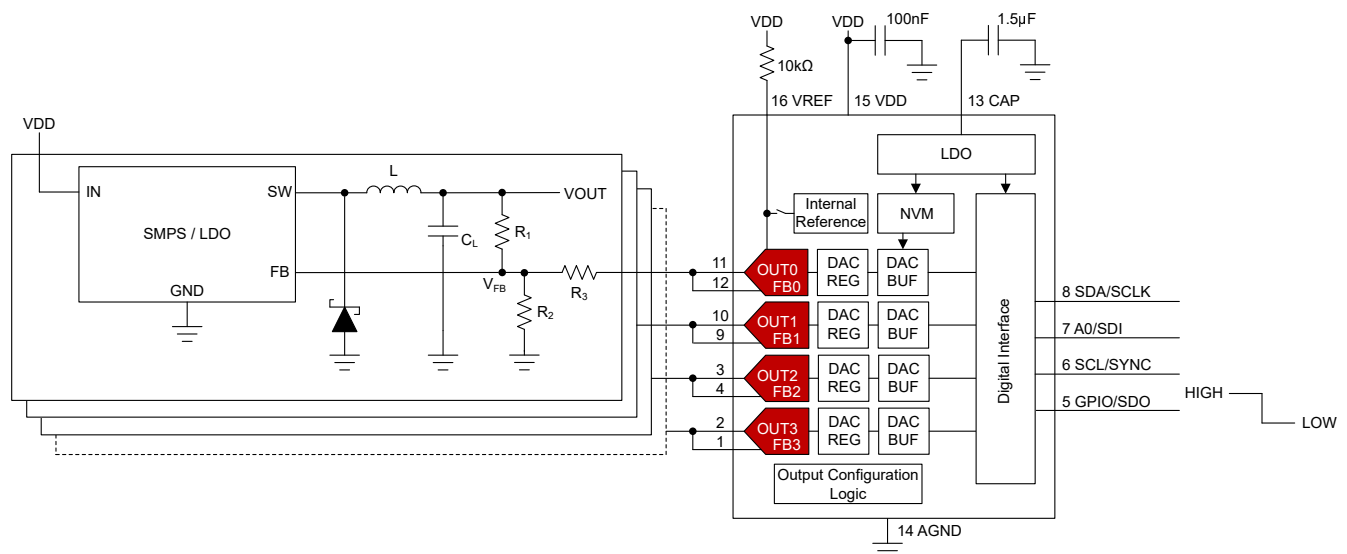 VDD
IN
SW
SMPS / LDO
FB
GND
L
VOUT
CL
R1
VFB
R3
R2
VDD
10kΩ
VDD
100nF
1.5µF
16 VREF
15 VDD
13 CAP
LDO
Internal
Reference
NVM
11
12
OUT0
FB0
DAC
REG
DAC
BUF
10
9
OUT1
FB1
DAC
REG
DAC
BUF
3
4
OUT2
FB2
DAC
REG
DAC
BUF
2
1
OUT3
FB3
DAC
REG
DAC
BUF
Output Configuration
Logic
Digital Interface
8 SDA/SCLK
7 A0/SDI
6 SCL/SYNC
5 GPIO/SDO
HIGH
LOW
14 AGND